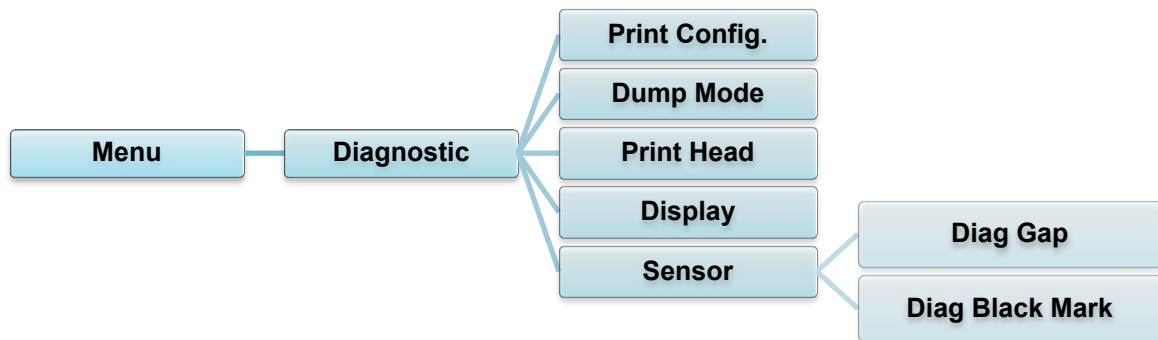 Menu
Diagnostic
Print Config.
Dump Mode
Print Head
Display
Sensor
Diag Gap
Diag Black Mark